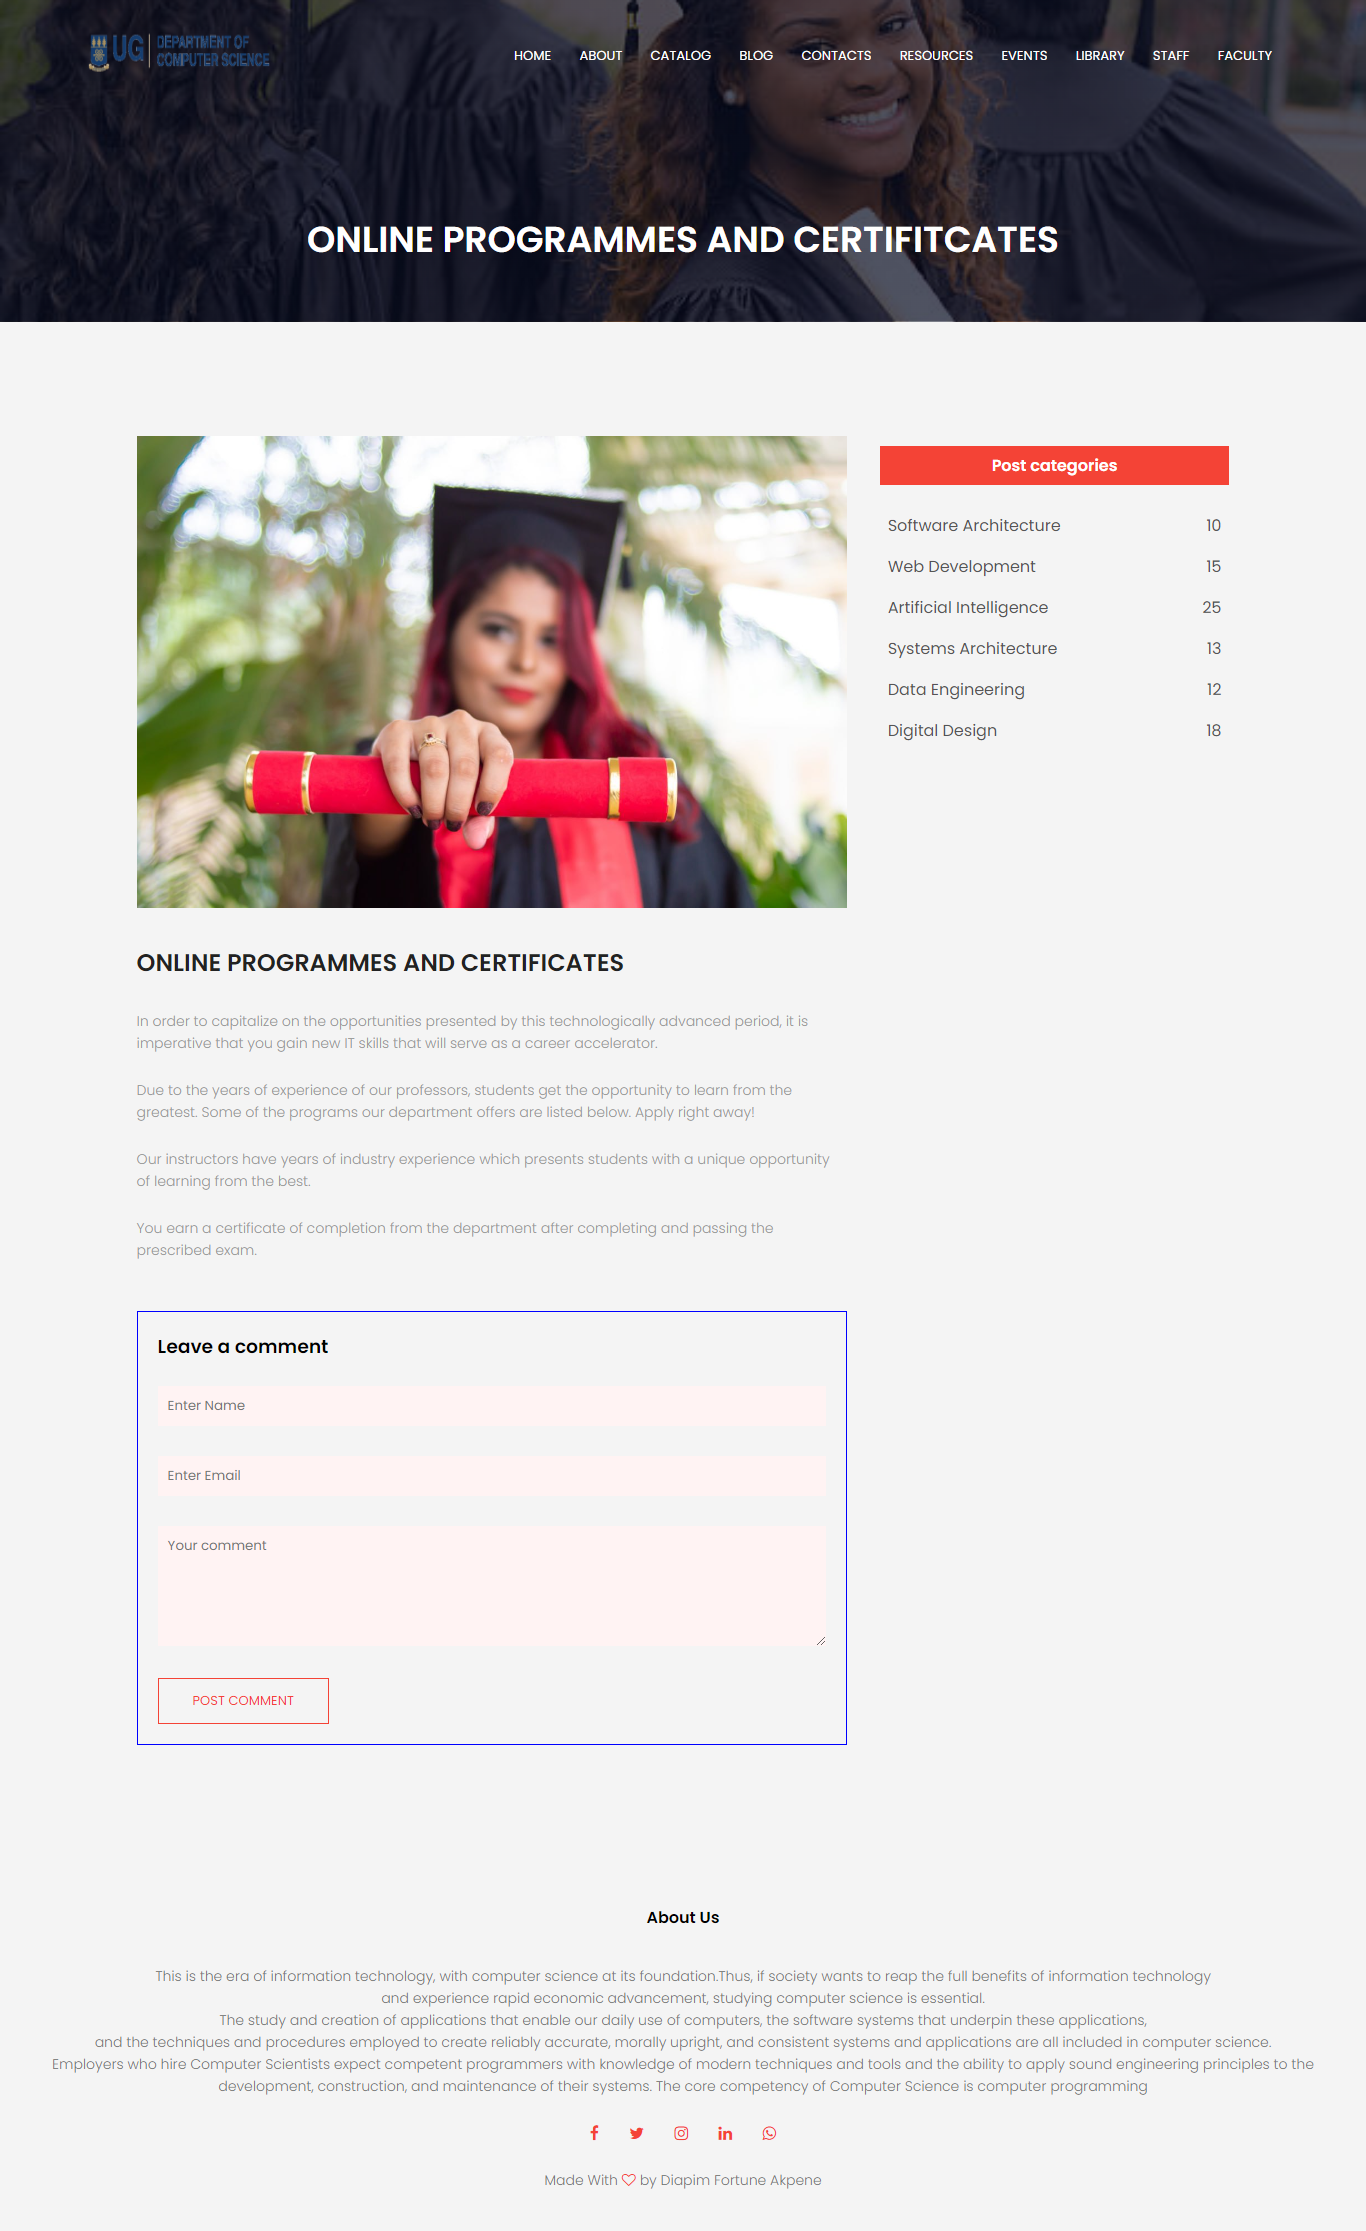 UG
DEPARTMENT OF
COMPUTER SCIENCE
HOME ABOUT CATALOG BLOG CONTACTS RESOURCES EVENTS LIBRARY STAFF FACULTY
ONLINE PROGRAMMES AND CERTIFITCATES
Post categories
Software Architecture 10
Web Development 15
Artificial Intelligence 25
Systems Architecture 13
Data Engineering 12
Digital Design 18
ONLINE PROGRAMMES AND CERTIFICATES
In order to capitalize on the opportunities presented by this technologically advanced period, it is
imperative that you gain new IT skills that will serve as a career accelerator.
Due to the years of experience of our professors, students get the opportunity to learn from the
greatest. Some of the programs our department offers are listed below. Apply right away!
Our instructors have years of industry experience which presents students with a unique opportunity
of learning from the best.
You earn a certificate of completion from the department after completing and passing the
prescribed exam.
Leave a comment
Enter Name
Enter Email
Your comment
POST COMMENT
About Us
This is the era of information technology, with computer science at its foundation.Thus, if society wants to reap the full benefits of information technology
and experience rapid economic advancement, studying computer science is essential.
The study and creation of applications that enable our daily use of computers, the software systems that underpin these applications,
and the techniques and procedures employed to create reliably accurate, morally upright, and consistent systems and applications are all included in computer science.
Employers who hire Computer Scientists expect competent programmers with knowledge of modern techniques and tools and the ability to apply sound engineering principles to the
development, construction, and maintenance of their systems. The core competency of Computer Science is computer programming
Made With ♡ by Diapim Fortune Akpene